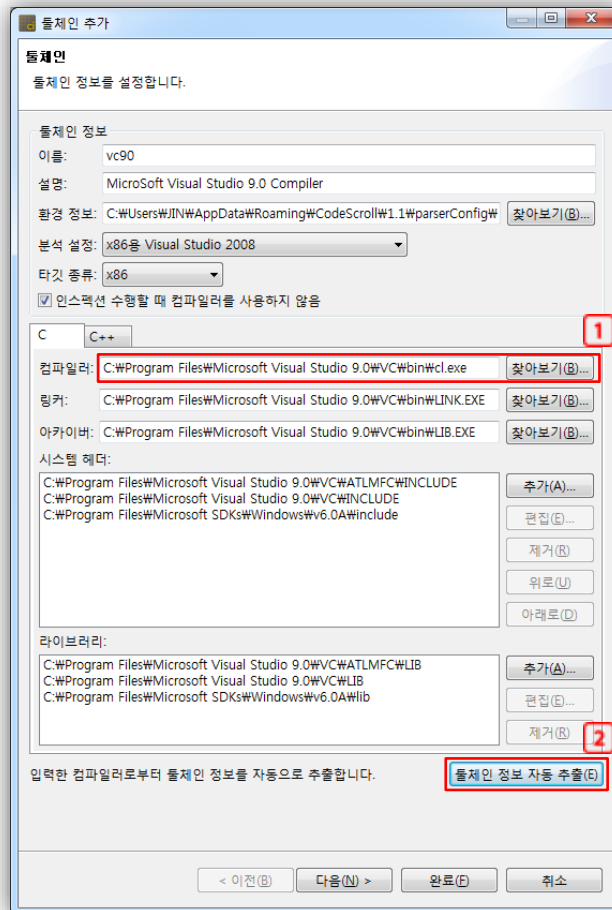 툴체인 추가
툴체인
툴체인 정보를 설정합니다.
툴체인 정보
이름: vc90
설명: MicroSoft Visual Studio 9.0 Compiler
환경 정보: C:₩Users₩JIN₩AppData₩Roaming₩CodeScroll₩1.1₩parserConfig₩ 찾아보기(B)...
분석 설정: x86용 Visual Studio 2008
타깃 종류: x86
인스펙션 수행할 때 컴파일러를 사용하지 않음
C C++
1
컴파일러: C:₩Program Files₩Microsoft Visual Studio 9.0₩VC₩bin₩cl.exe 찾아보기(B)...
링커: C:₩Program Files₩Microsoft Visual Studio 9.0₩VC₩bin₩LINK.EXE 찾아보기(B)...
아카이버: C:₩Program Files₩Microsoft Visual Studio 9.0₩VC₩bin₩LIB.EXE 찾아보기(B)...
시스템 헤더:
C:₩Program Files₩Microsoft Visual Studio 9.0₩VC₩ATLMFC₩INCLUDE
C:₩Program Files₩Microsoft Visual Studio 9.0₩VC₩INCLUDE
C:₩Program Files₩Microsoft SDKs₩Windows₩v6.0A₩include
추가(A)...
편집(E)...
제거(R)
위로(U)
아래로(D)
라이브러리:
C:₩Program Files₩Microsoft Visual Studio 9.0₩VC₩ATLMFC₩LIB
C:₩Program Files₩Microsoft Visual Studio 9.0₩VC₩LIB
C:₩Program Files₩Microsoft SDKs₩Windows₩v6.0A₩lib
추가(A)...
편집(E)...
제거(R)
2
입력한 컴파일러로부터 툴체인 정보를 자동으로 추출합니다. 툴체인 정보 자동 추출(E)
< 이전(B) 다음(N) > 완료(F) 취소